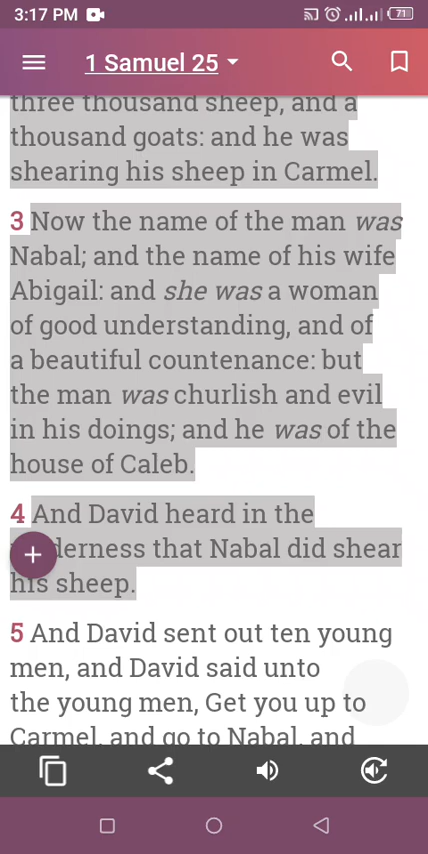 3:17 PM 71
1 Samuel 25
three thousand sheep, and a
thousand goats: and he was
shearing his sheep in Carmel.
3 Now the name of the man was
Nabal; and the name of his wife
Abigail: and she was a woman
of good understanding, and of
a beautiful countenance: but
the man was churlish and evil
in his doings; and he was of the
house of Caleb.
4 And David heard in the
derness that Nabal did shear
his sheep.
5 And David sent out ten young
men, and David said unto
the young men, Get you up to
Carmel, and go to Nabal, and